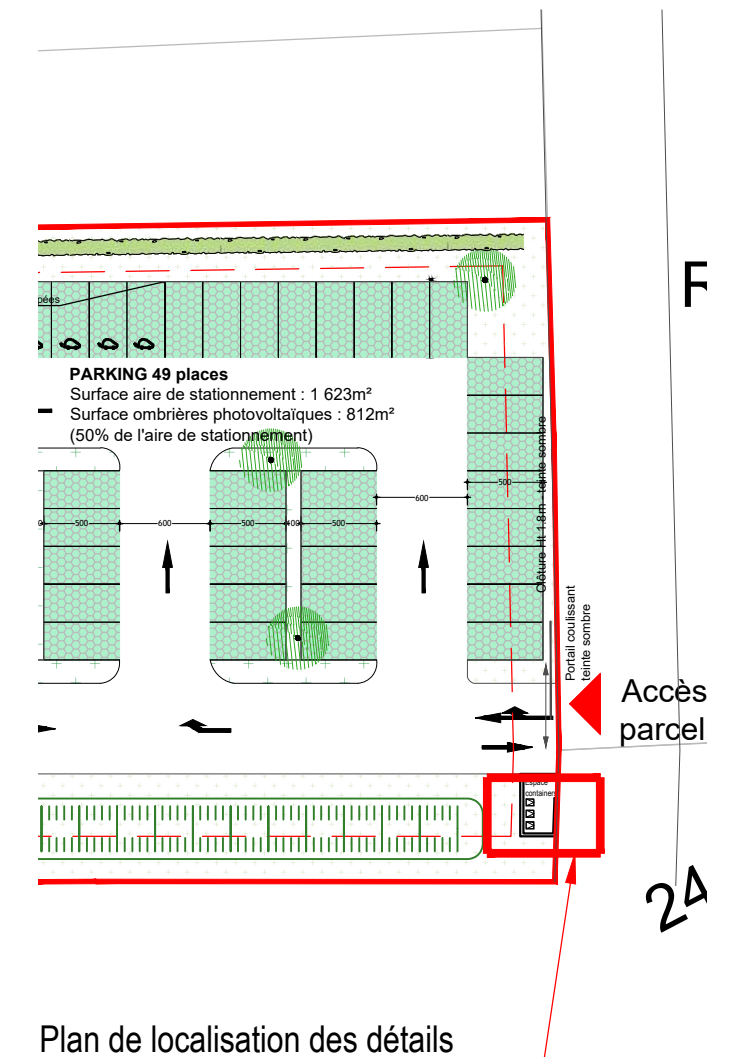 R
pées
PARKING 49 places
Surface aire de stationnement : 1 623m²
Surface ombrières photovoltaïques : 812m²
(50% de l'aire de stationnement)
Clôture Ht 1.8m - teinte sombre
500
600
500
600
500
400
500
Portail coulissant
teinte sombre
Accès
parcel
Espace
containers
24
Plan de localisation des détails